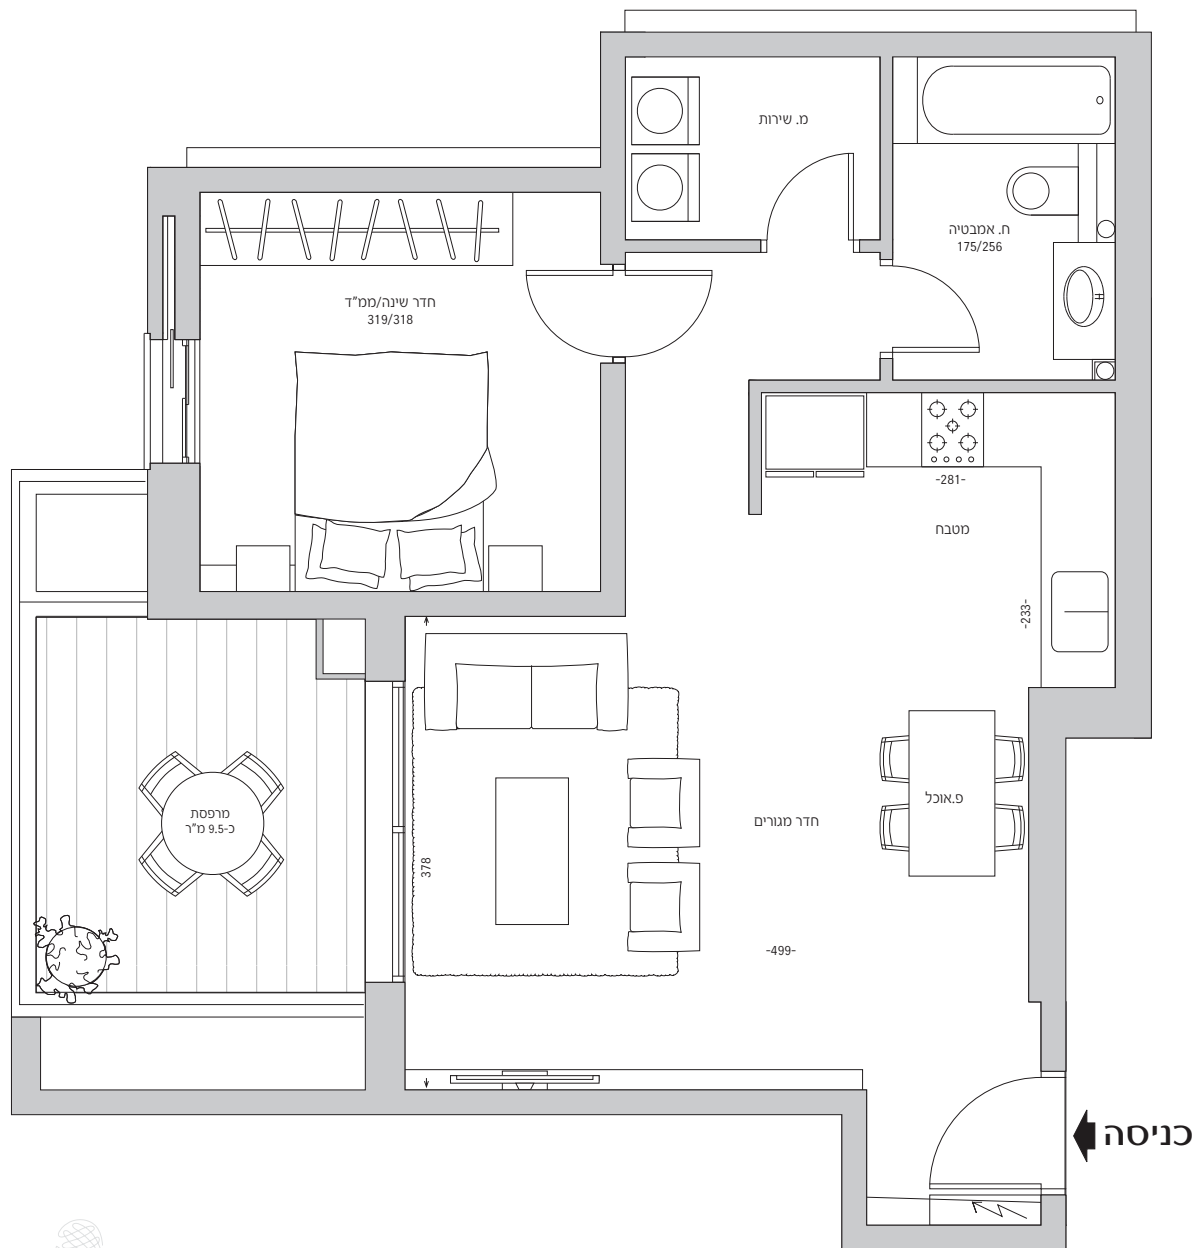 מ. שירות
ח. אמבטיה
175/256
חדר שינה/ממ"ד
319/318
-281-
מטבח
-233-
פ.אוכל
חדר מגורים
מרפסת
כ-9.5 מ"ר
378
-499-
כניסה